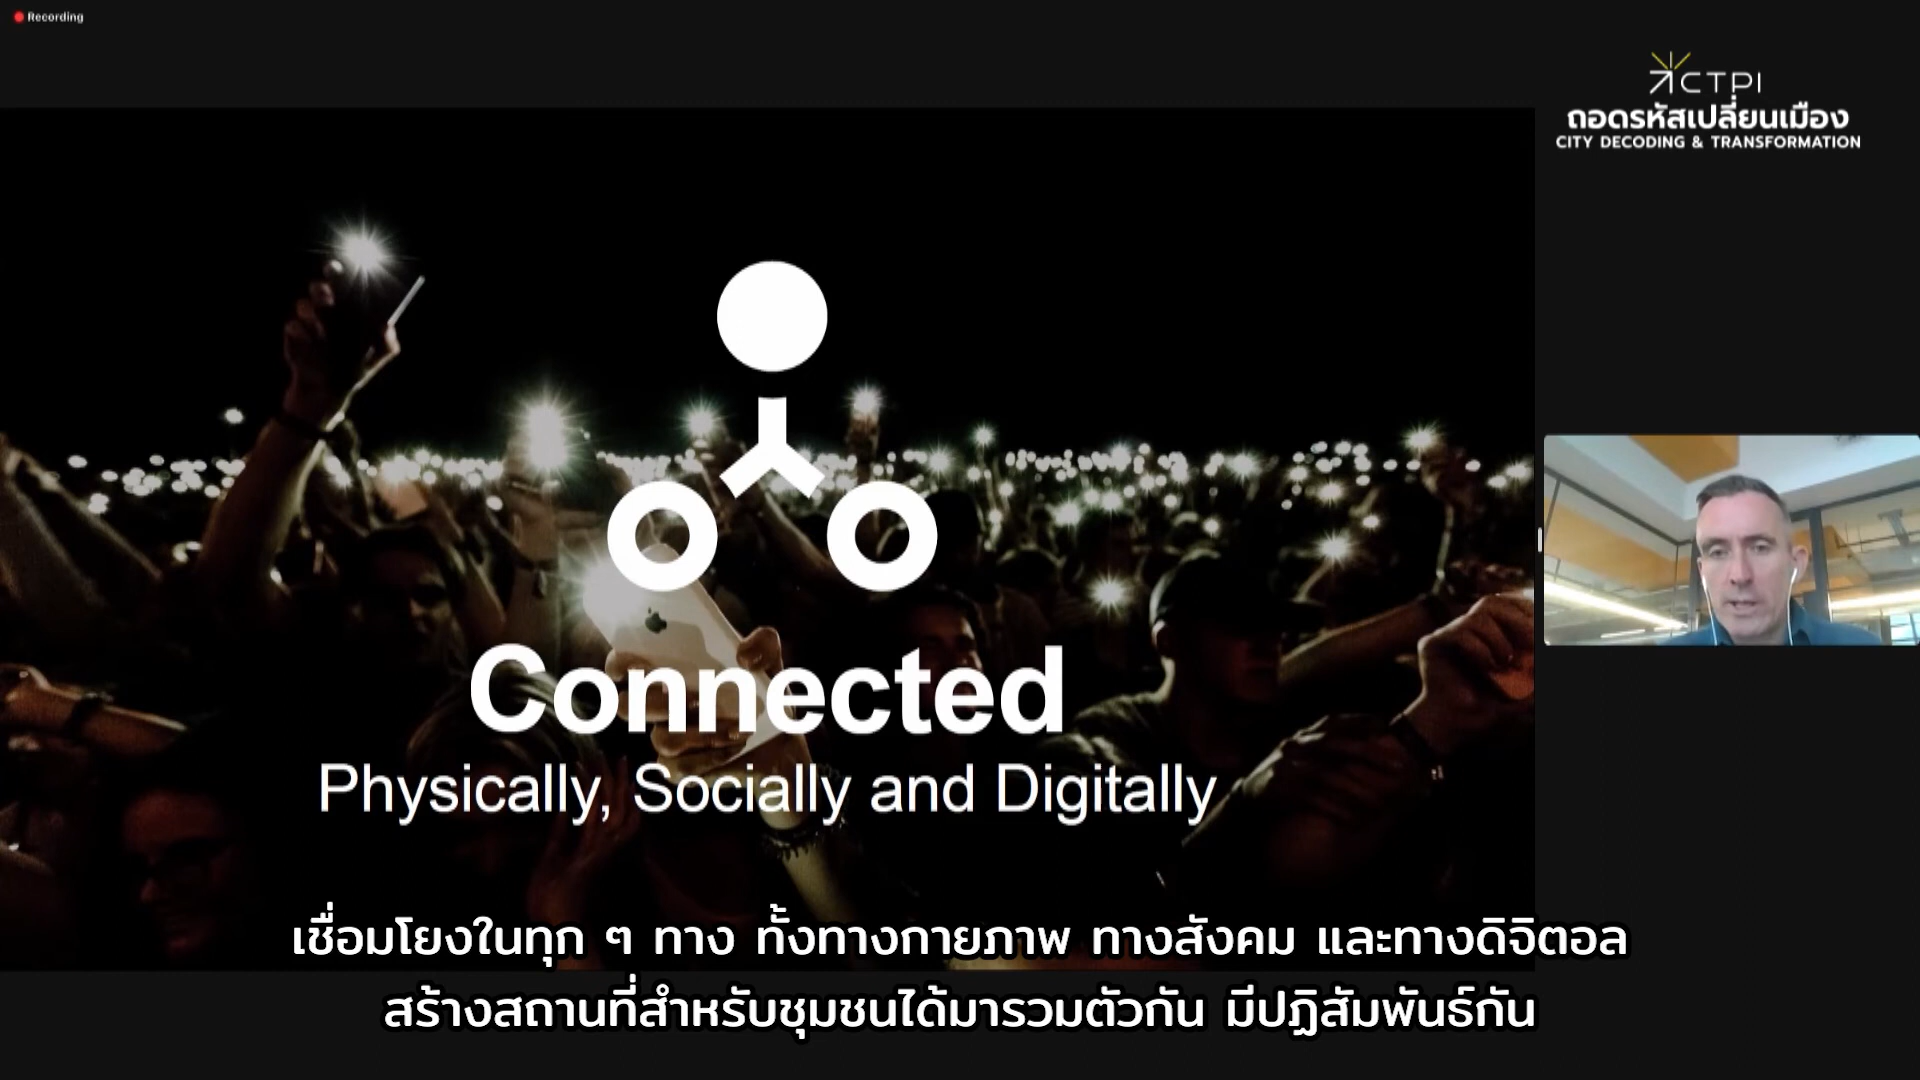 Recording
CTPI
ถอดรหัสเปลี่ยนเมือง
CITY DECODING & TRANSFORMATION
Connected
Physically, Socially and Digitally
เชื่อมโยงในทุก ๆ ทาง ทั้งทางกายภาพ ทางสังคม และทางดิจิตอล
สร้างสถานที่สำหรับชุมชนได้มารวมตัวกัน มีปฏิสัมพันธ์กัน